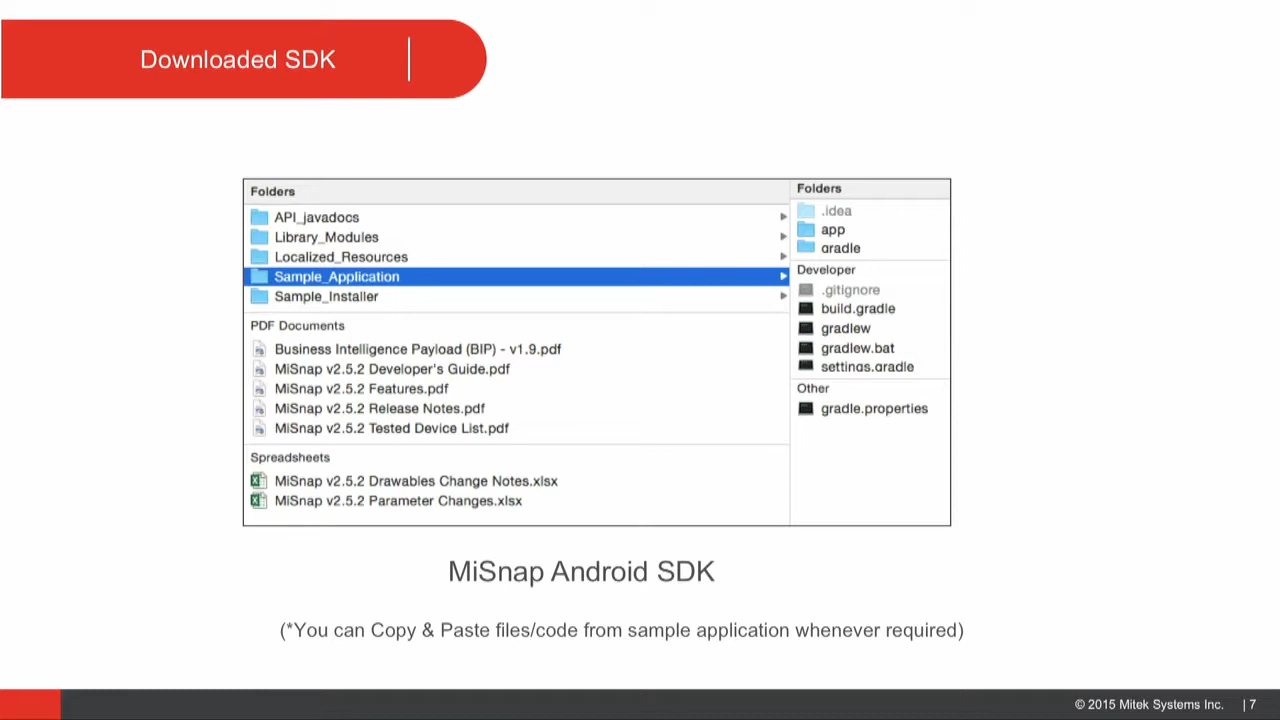 Downloaded SDK
Folders
API_javadocs
Library_Modules
Localized_Resources
Sample_Application
Sample_Installer
PDF Documents
Business Intelligence Payload (BIP) - v1.9.pdf
MiSnap v2.5.2 Developer's Guide.pdf
MiSnap v2.5.2 Features.pdf
MiSnap v2.5.2 Release Notes.pdf
MiSnap v2.5.2 Tested Device List.pdf
Spreadsheets
MiSnap v2.5.2 Drawables Change Notes.xlsx
MiSnap v2.5.2 Parameter Changes.xlsx
Folders
.idea
app
gradle
Developer
.gitignore
build.gradle
gradlew
gradlew.bat
settings.gradle
Other
gradle.properties
MiSnap Android SDK
(*You can Copy & Paste files/code from sample application whenever required)
© 2015 Mitek Systems Inc. | 7